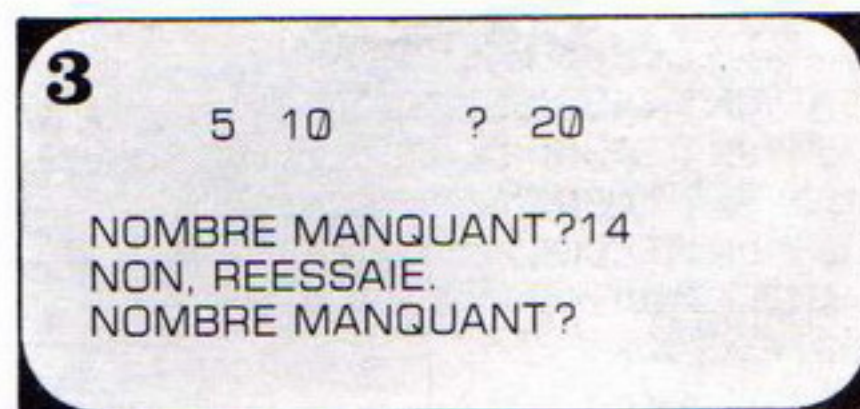 3
5 10 ? 20
NOMBRE MANQUANT?14
NON, REESSAIE.
NOMBRE MANQUANT?